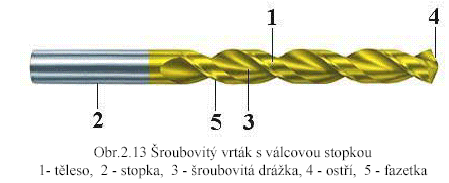 1
4
2
5
3
Obr.2.13 Šroubovitý vrták s válcovou stopkou
1- těleso, 2 - stopka, 3 - šroubovitá drážka, 4 - ostří, 5 - fazetka